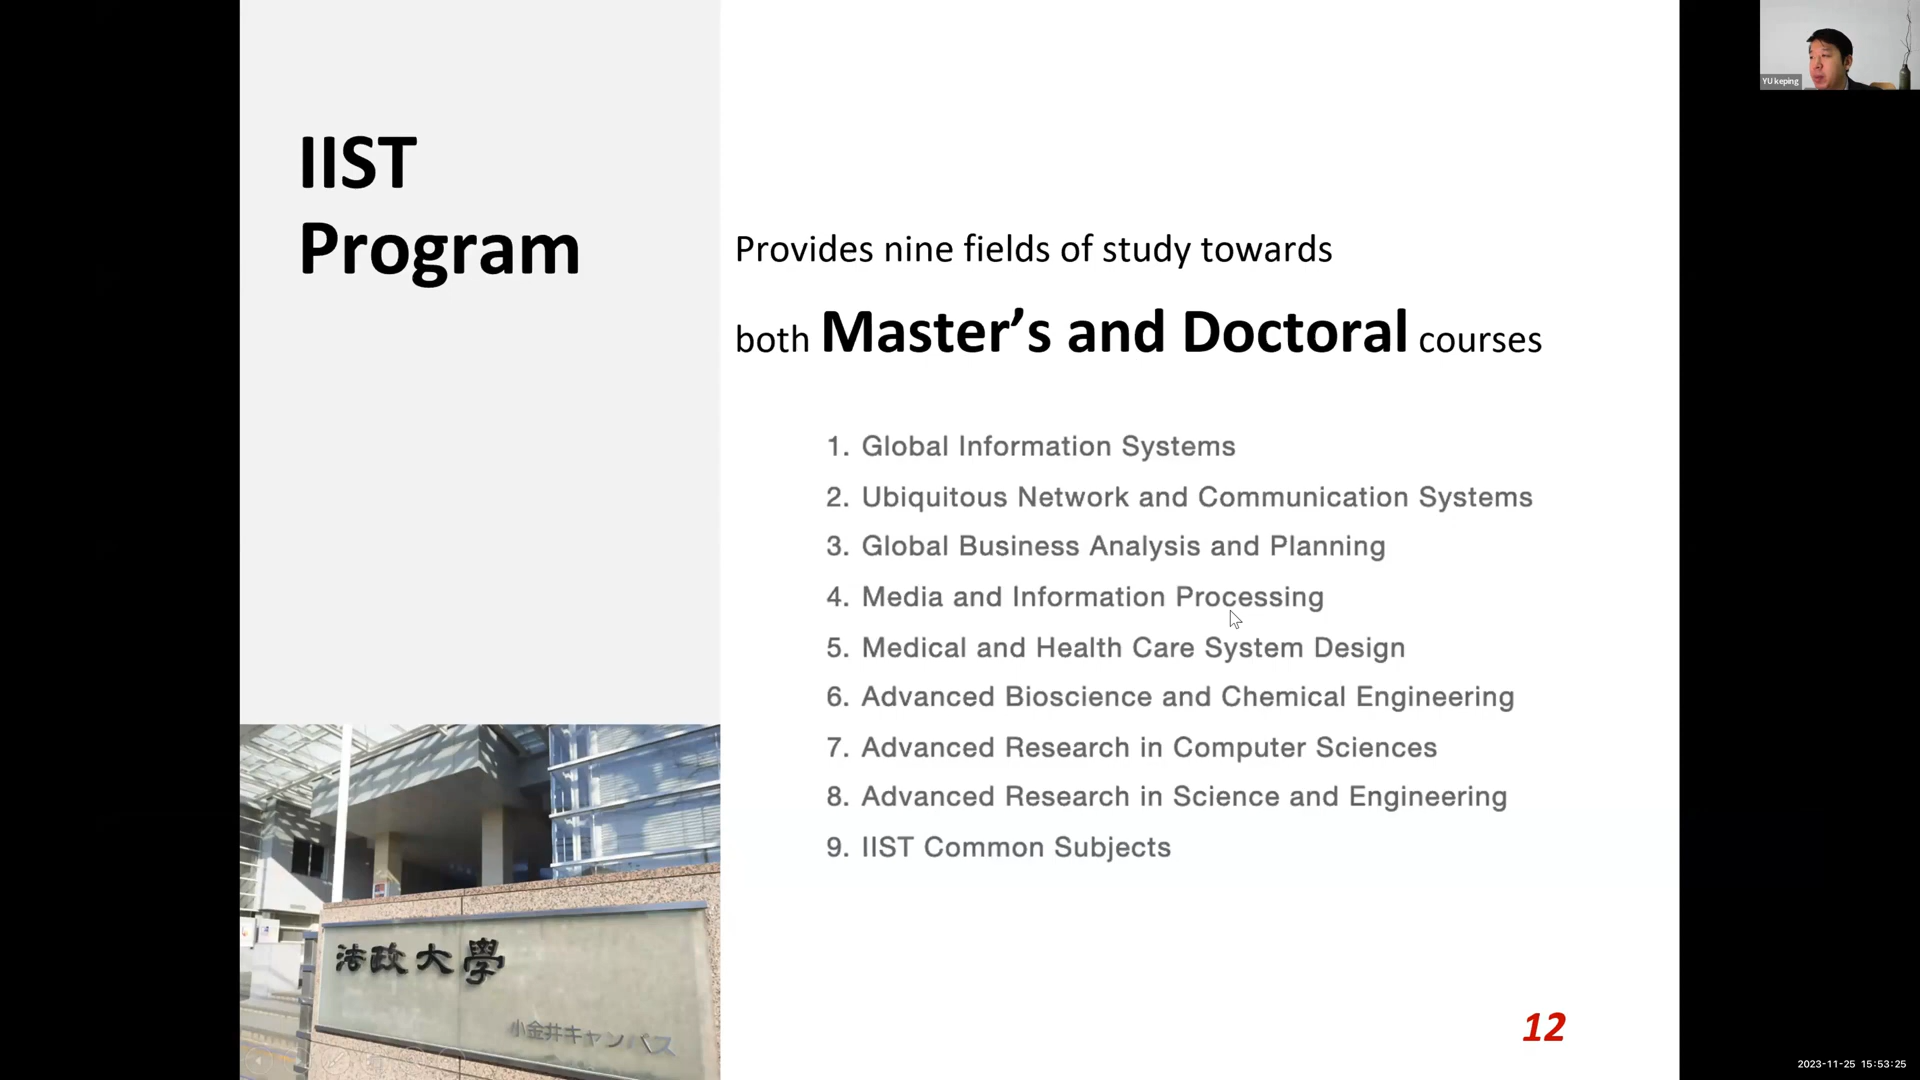 IIST
Program
Provides nine fields of study towards
both Master’s and Doctoral courses
1. Global Information Systems
2. Ubiquitous Network and Communication Systems
3. Global Business Analysis and Planning
4. Media and Information Processing
5. Medical and Health Care System Design
6. Advanced Bioscience and Chemical Engineering
7. Advanced Research in Computer Sciences
8. Advanced Research in Science and Engineering
9. IIST Common Subjects
法政大學
小金井キャンパス
12
YU keping
2023-11-25 15:53:25